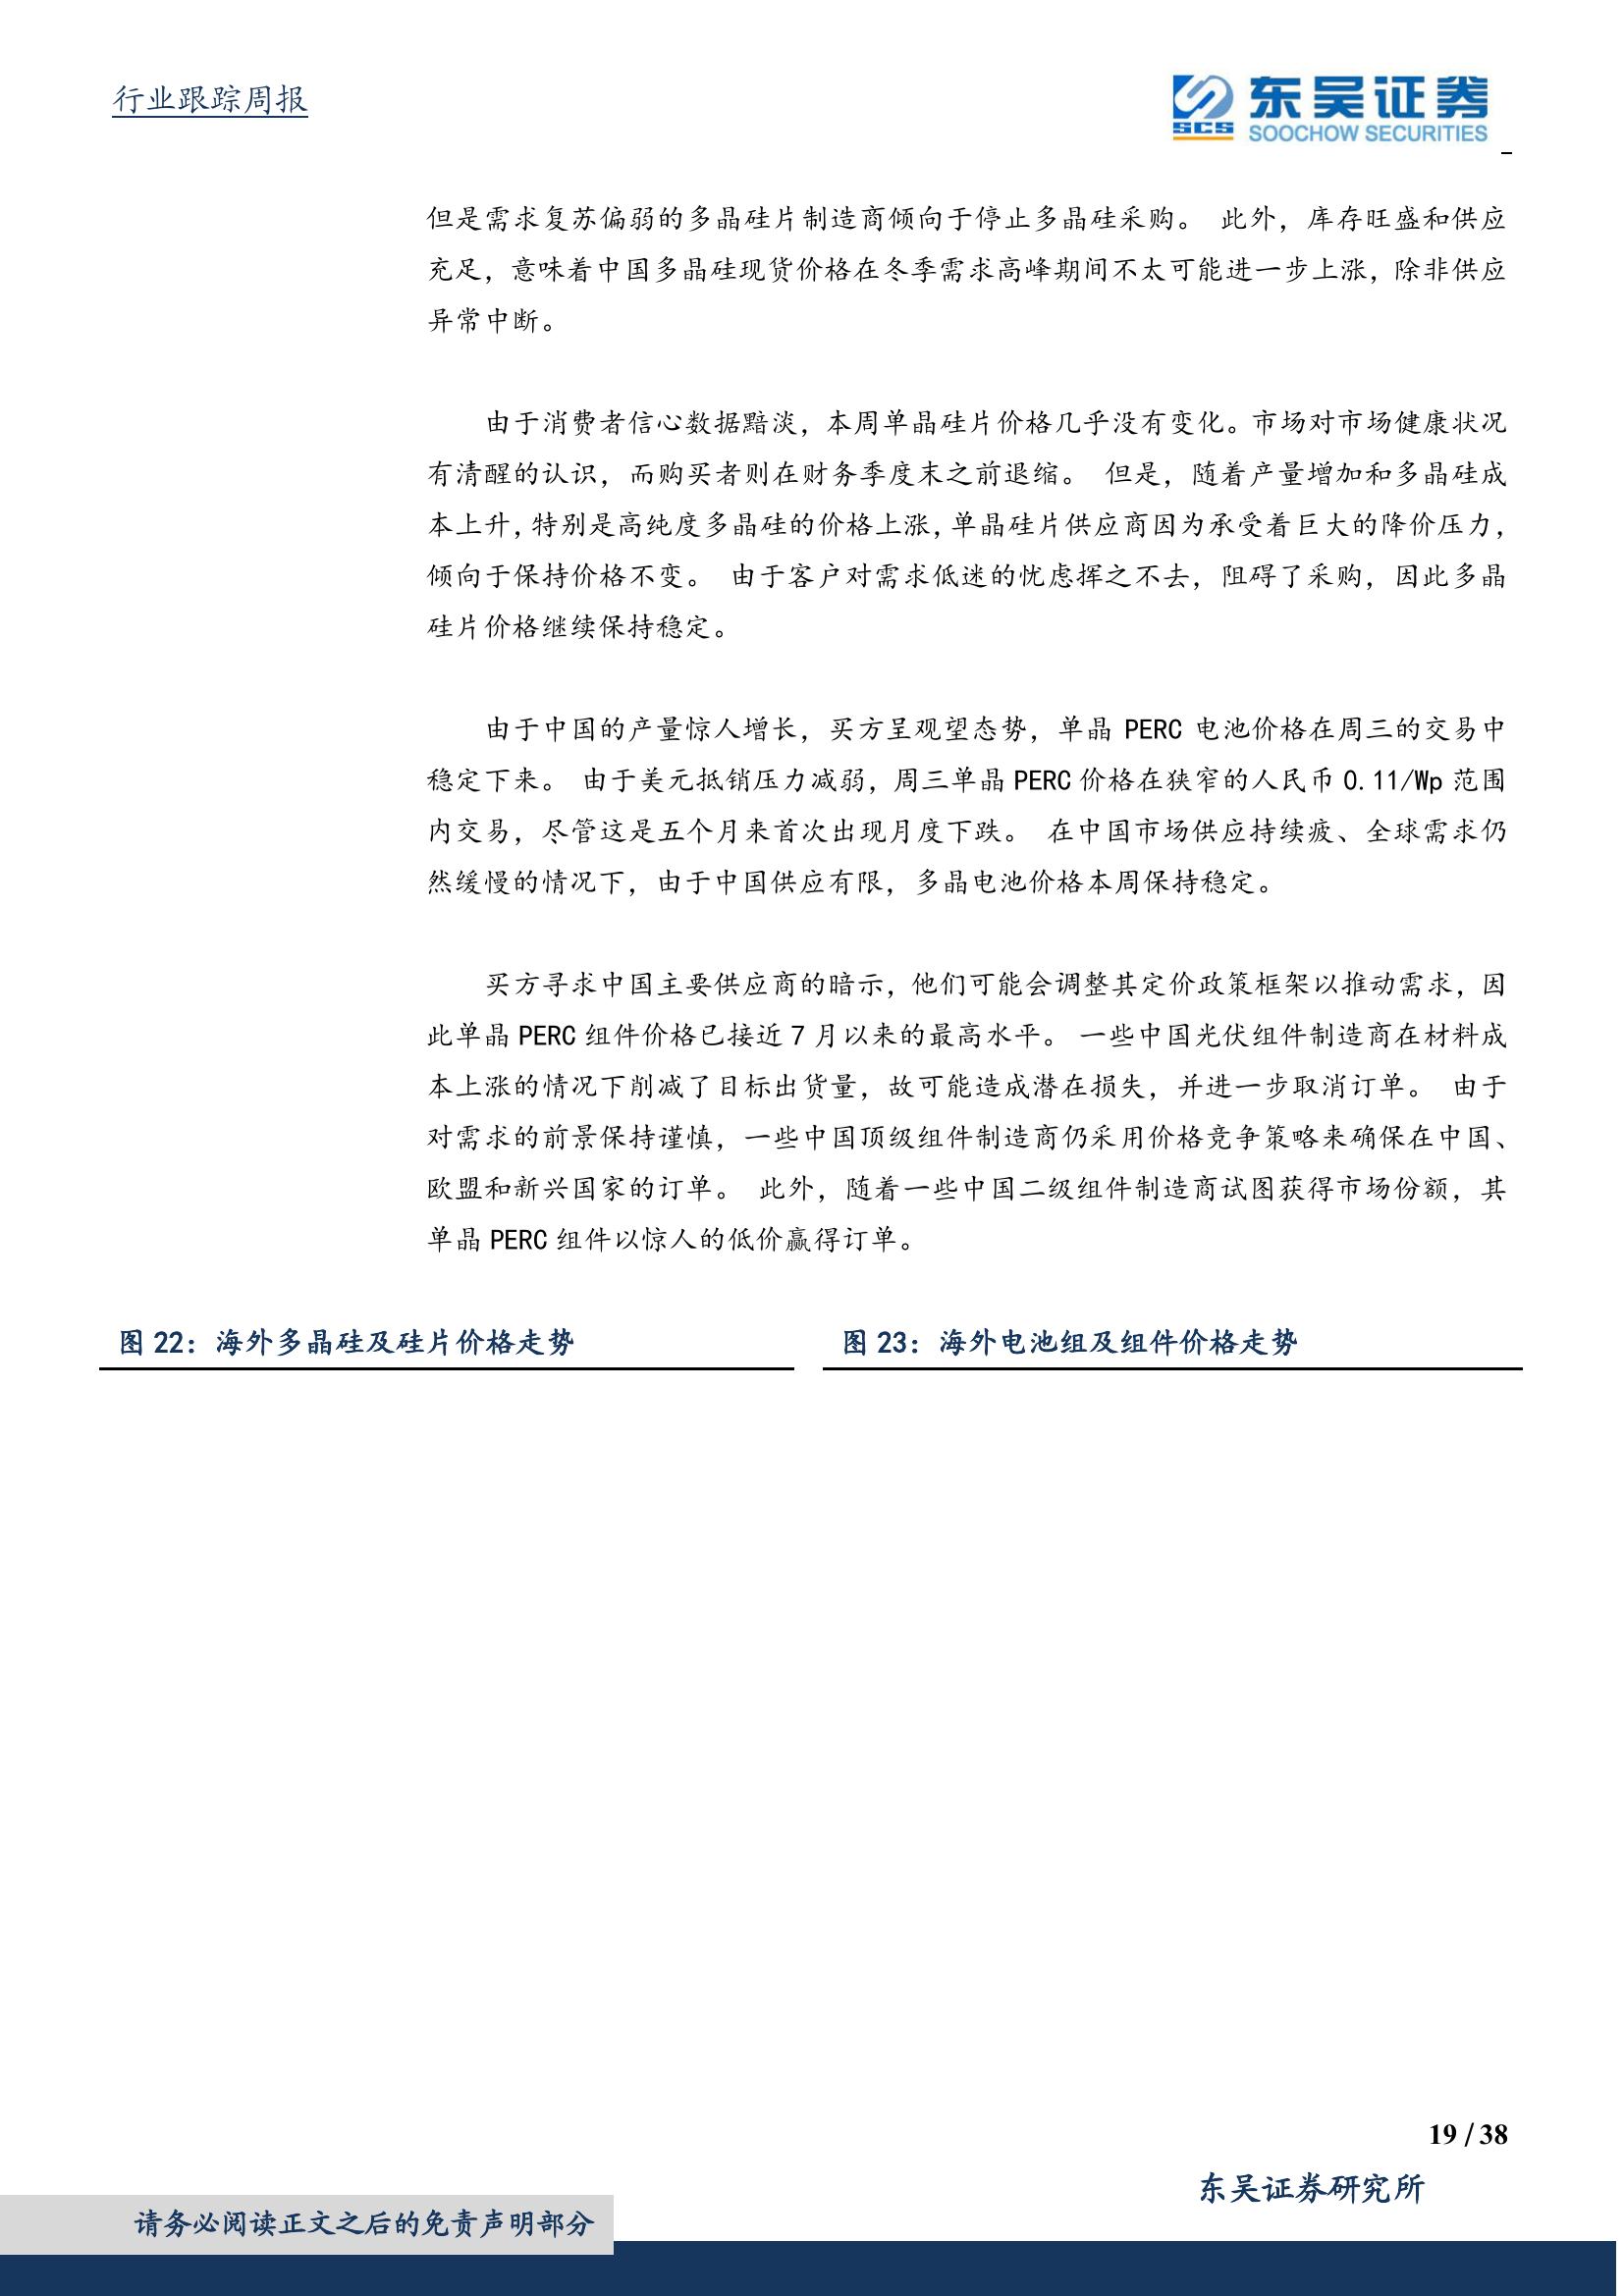 行业跟踪周报
东吴证券
SCS
SOOCHOW SECURITIES
但是需求复苏偏弱的多晶硅片制造商倾向于停止多晶硅采购。 此外，库存旺盛和供应
充足，意味着中国多晶硅现货价格在冬季需求高峰期间不太可能进一步上涨，除非供应
异常中断。
由于消费者信心数据黯淡，本周单晶硅片价格几乎没有变化。市场对市场健康状况
有清醒的认识，而购买者则在财务季度末之前退缩。 但是，随着产量增加和多晶硅成
本上升，特别是高纯度多晶硅的价格上涨，单晶硅片供应商因为承受着巨大的降价压力，
倾向于保持价格不变。 由于客户对需求低迷的忧虑挥之不去，阻碍了采购，因此多晶
硅片价格继续保持稳定。
由于中国的产量惊人增长，买方呈观望态势，单晶 PERC 电池价格在周三的交易中
稳定下来。 由于美元抵销压力减弱，周三单晶 PERC 价格在狭窄的人民币 0.11/Wp 范围
内交易，尽管这是五个月来首次出现月度下跌。 在中国市场供应持续疲、全球需求仍
然缓慢的情况下，由于中国供应有限，多晶电池价格本周保持稳定。
买方寻求中国主要供应商的暗示，他们可能会调整其定价政策框架以推动需求，因
此单晶 PERC 组件价格已接近 7 月以来的最高水平。 一些中国光伏组件制造商在材料成
本上涨的情况下削减了目标出货量，故可能造成潜在损失，并进一步取消订单。 由于
对需求的前景保持谨慎，一些中国顶级组件制造商仍采用价格竞争策略来确保在中国、
欧盟和新兴国家的订单。 此外，随着一些中国二级组件制造商试图获得市场份额，其
单晶 PERC 组件以惊人的低价赢得订单。
图 22：海外多晶硅及硅片价格走势
图 23：海外电池组及组件价格走势
19 / 38
东吴证券研究所
请务必阅读正文之后的免责声明部分